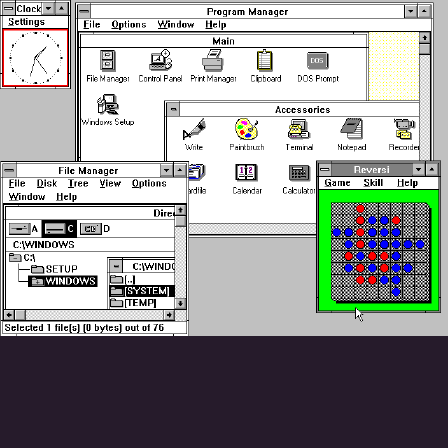 Clock
Settings
Program Manager
File Options Window Help
Main
File Manager
Control Panel
Print Manager
Clipboard
DOS Prompt
DOS
Windows Setup
Accessories
Write
Paintbrush
Terminal
Notepad
Recorder
Cardfile
Calendar
Calculator
File Manager
File Disk Tree View Options
Window Help
Direc
A
C
D
C:\WINDOWS
C:\
SETUP
WINDOWS
C:\WINDO
[..]
[SYSTEM]
[TEMP]
Selected 1 file(s) (0 bytes) out of 76
Reversi
Game Skill Help